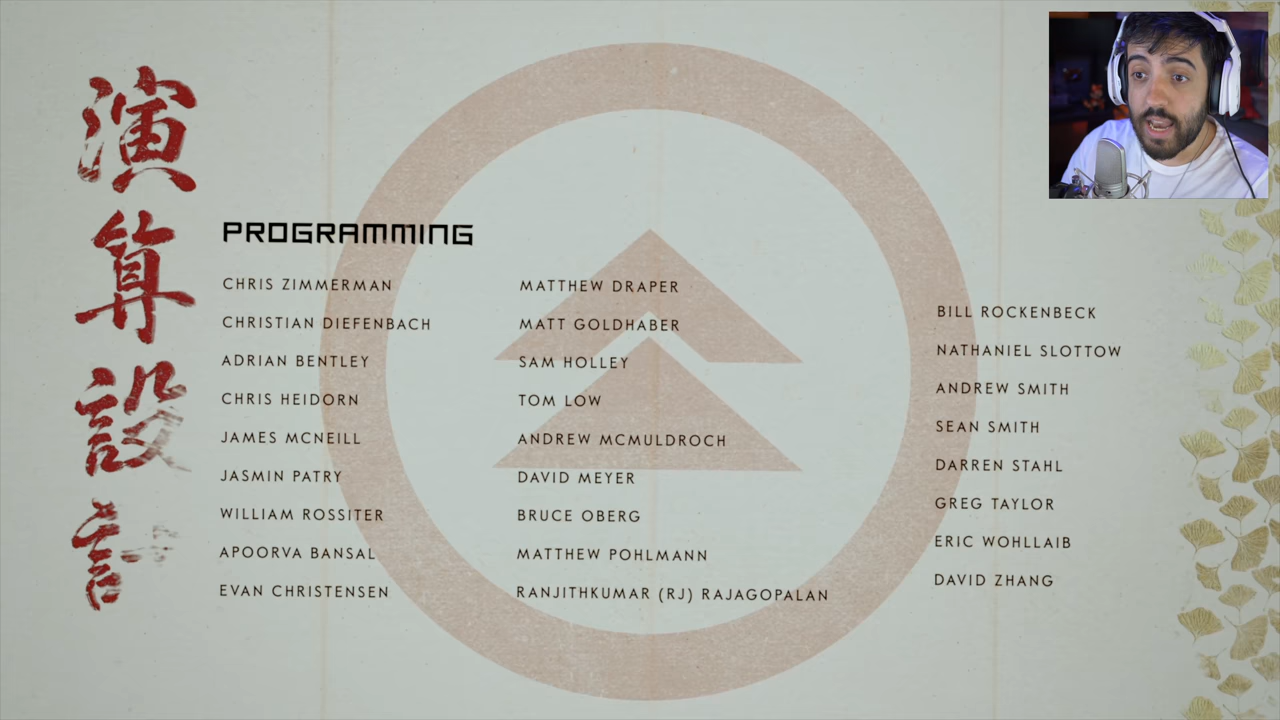 演算設計
PROGRAMMING
CHRIS ZIMMERMAN
CHRISTIAN DIEFENBACH
ADRIAN BENTLEY
CHRIS HEIDORN
JAMES MCNEILL
JASMIN PATRY
WILLIAM ROSSITER
APOORVA BANSAL
EVAN CHRISTENSEN
MATTHEW DRAPER
MATT GOLDHABER
SAM HOLLEY
TOM LOW
ANDREW MCMULDROCH
DAVID MEYER
BRUCE OBERG
MATTHEW POHLMANN
RANJITHKUMAR (RJ) RAJAGOPALAN
BILL ROCKENBECK
NATHANIEL SLOTTOW
ANDREW SMITH
SEAN SMITH
DARREN STAHL
GREG TAYLOR
ERIC WOHLLAIB
DAVID ZHANG